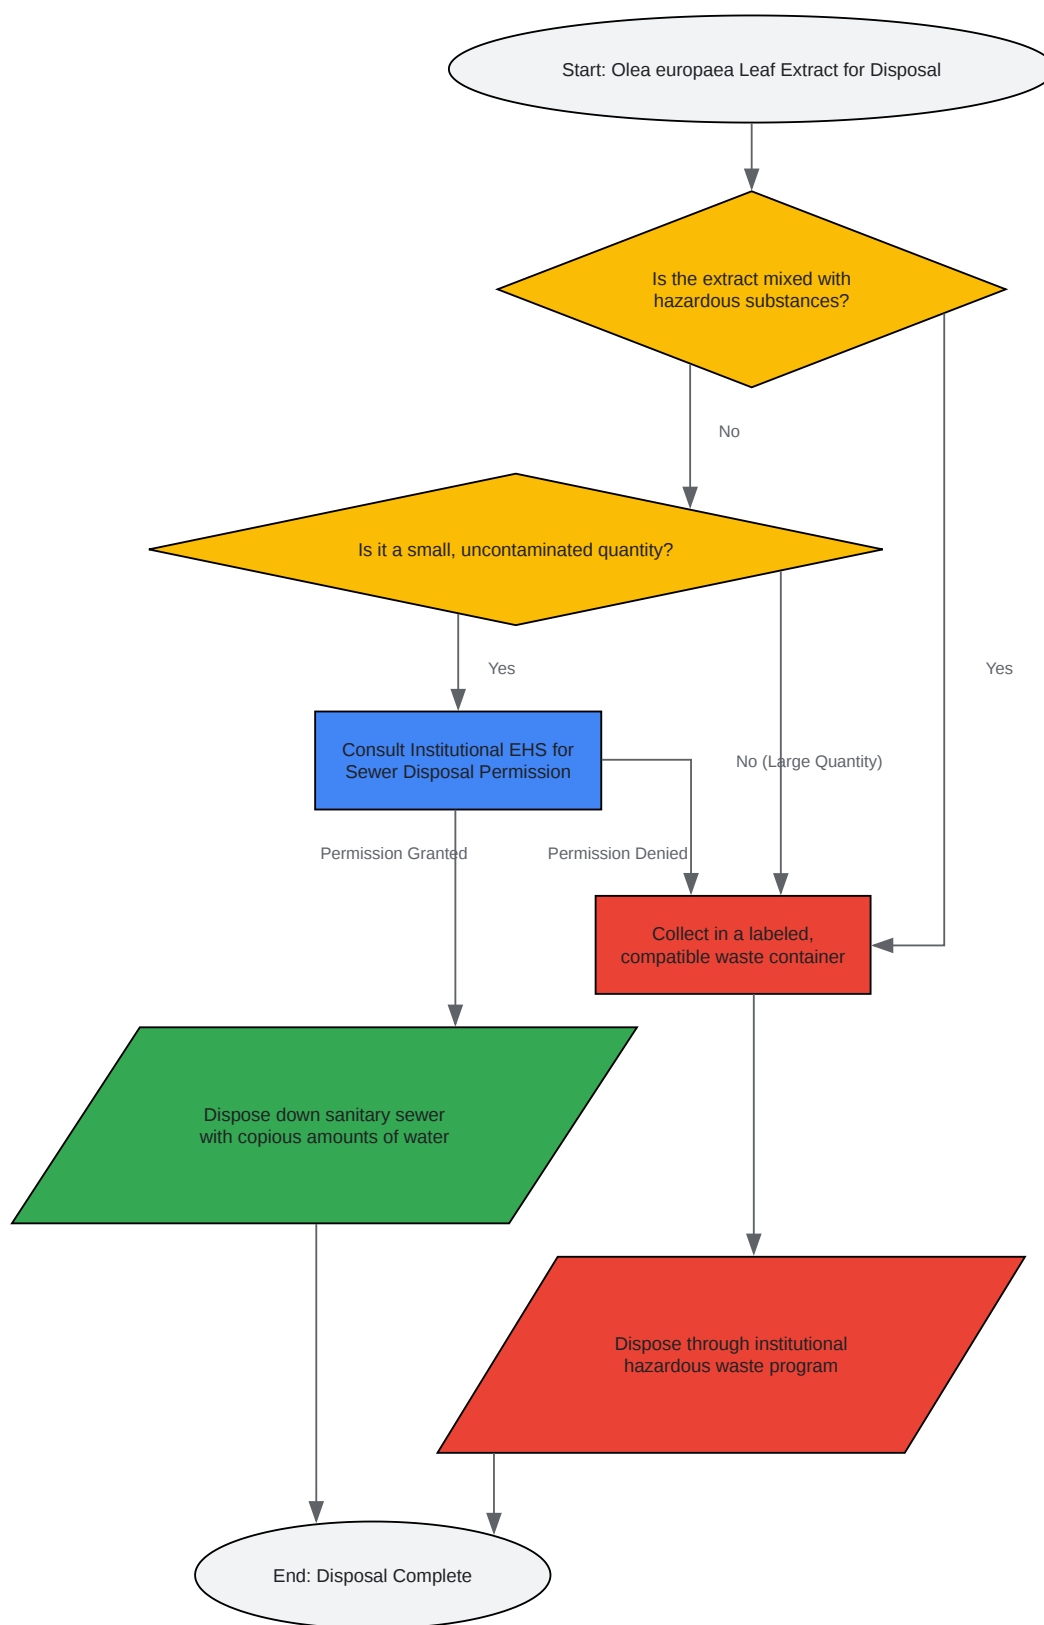 Start: Olea europaea Leaf Extract for Disposal
Is the extract mixed with
hazardous substances?
No
Is it a small, uncontaminated quantity?
Yes
Yes
Consult Institutional EHS for
Sewer Disposal Permission
No (Large Quantity)
Permission Granted
Permission Denied
Collect in a labeled,
compatible waste container
Dispose down sanitary sewer
with copious amounts of water
Dispose through institutional
hazardous waste program
End: Disposal Complete